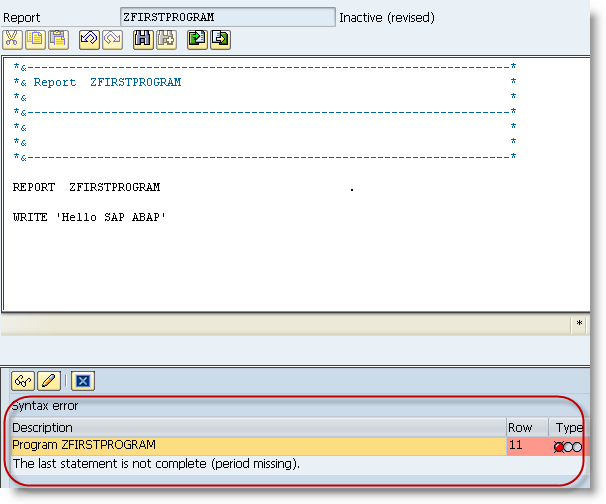 Report ZFIRSTPROGRAM Inactive (revised)
*&---------------------------------------------------------------------*
*& Report  ZFIRSTPROGRAM                                               *
*&                                                                     *
*&---------------------------------------------------------------------*
*&                                                                     *
*&                                                                     *
*&---------------------------------------------------------------------*
REPORT  ZFIRSTPROGRAM                           .
WRITE 'Hello SAP ABAP'
*
Syntax error
Description Row Type
Program ZFIRSTPROGRAM 11
The last statement is not complete (period missing).